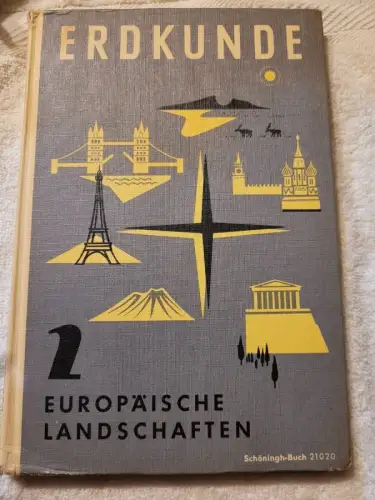 ERDKUNDE
2
EUROPÄISCHE
LANDSCHAFTEN
Schöningh-Buch 21020